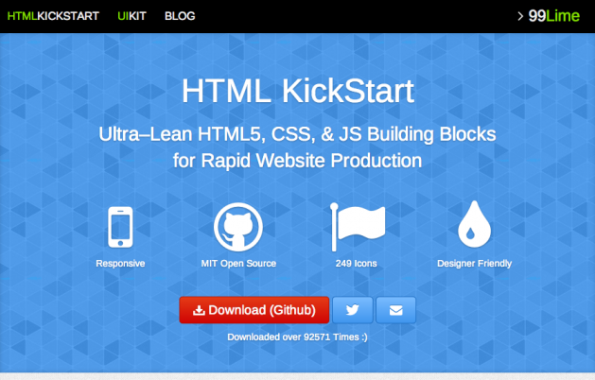 HTMLKICKSTART UIKIT BLOG > 99Lime
HTML KickStart
Ultra–Lean HTML5, CSS, & JS Building Blocks
for Rapid Website Production
Responsive MIT Open Source 249 Icons Designer Friendly
Download (Github)
Downloaded over 92571 Times :)